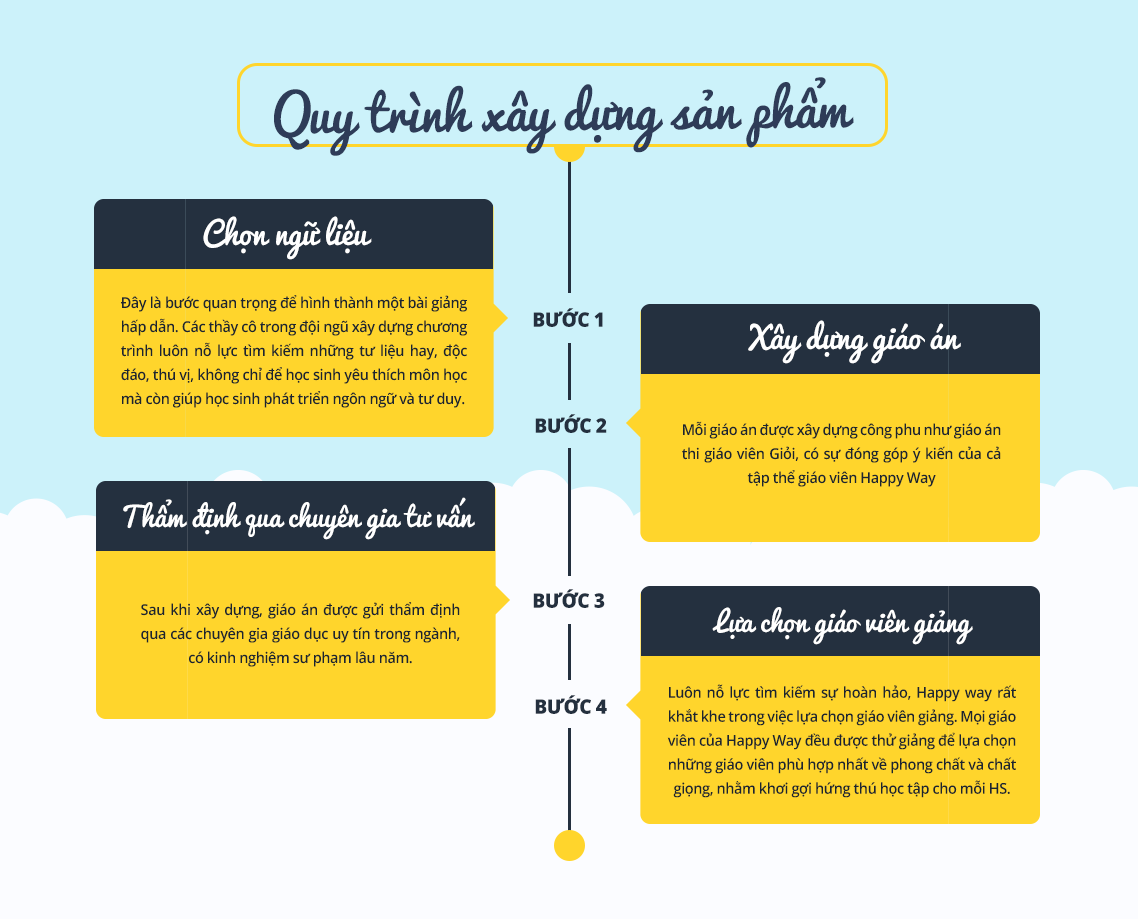 Quy trình xây dựng sản phẩm
Chọn ngữ liệu
Đây là bước quan trọng để hình thành một bài giảng
hấp dẫn. Các thầy cô trong đội ngũ xây dựng chương
trình luôn nỗ lực tìm kiếm những tư liệu hay, độc
đáo, thú vị, không chỉ để học sinh yêu thích môn học
mà còn giúp học sinh phát triển ngôn ngữ và tư duy.
BƯỚC 1
Xây dựng giáo án
BƯỚC 2
Mỗi giáo án được xây dựng công phu như giáo án
thi giáo viên Giỏi, có sự đóng góp ý kiến của cả
tập thể giáo viên Happy Way
Thẩm định qua chuyên gia tư vấn
Sau khi xây dựng, giáo án được gửi thẩm định
qua các chuyên gia giáo dục uy tín trong ngành,
có kinh nghiệm sư phạm lâu năm.
BƯỚC 3
Lựa chọn giáo viên giảng
BƯỚC 4
Luôn nỗ lực tìm kiếm sự hoàn hảo, Happy way rất
khắt khe trong việc lựa chọn giáo viên giảng. Mọi giáo
viên của Happy Way đều được thử giảng để lựa chọn
những giáo viên phù hợp nhất về phong chất và chất
giọng, nhằm khơi gợi hứng thú học tập cho mỗi HS.